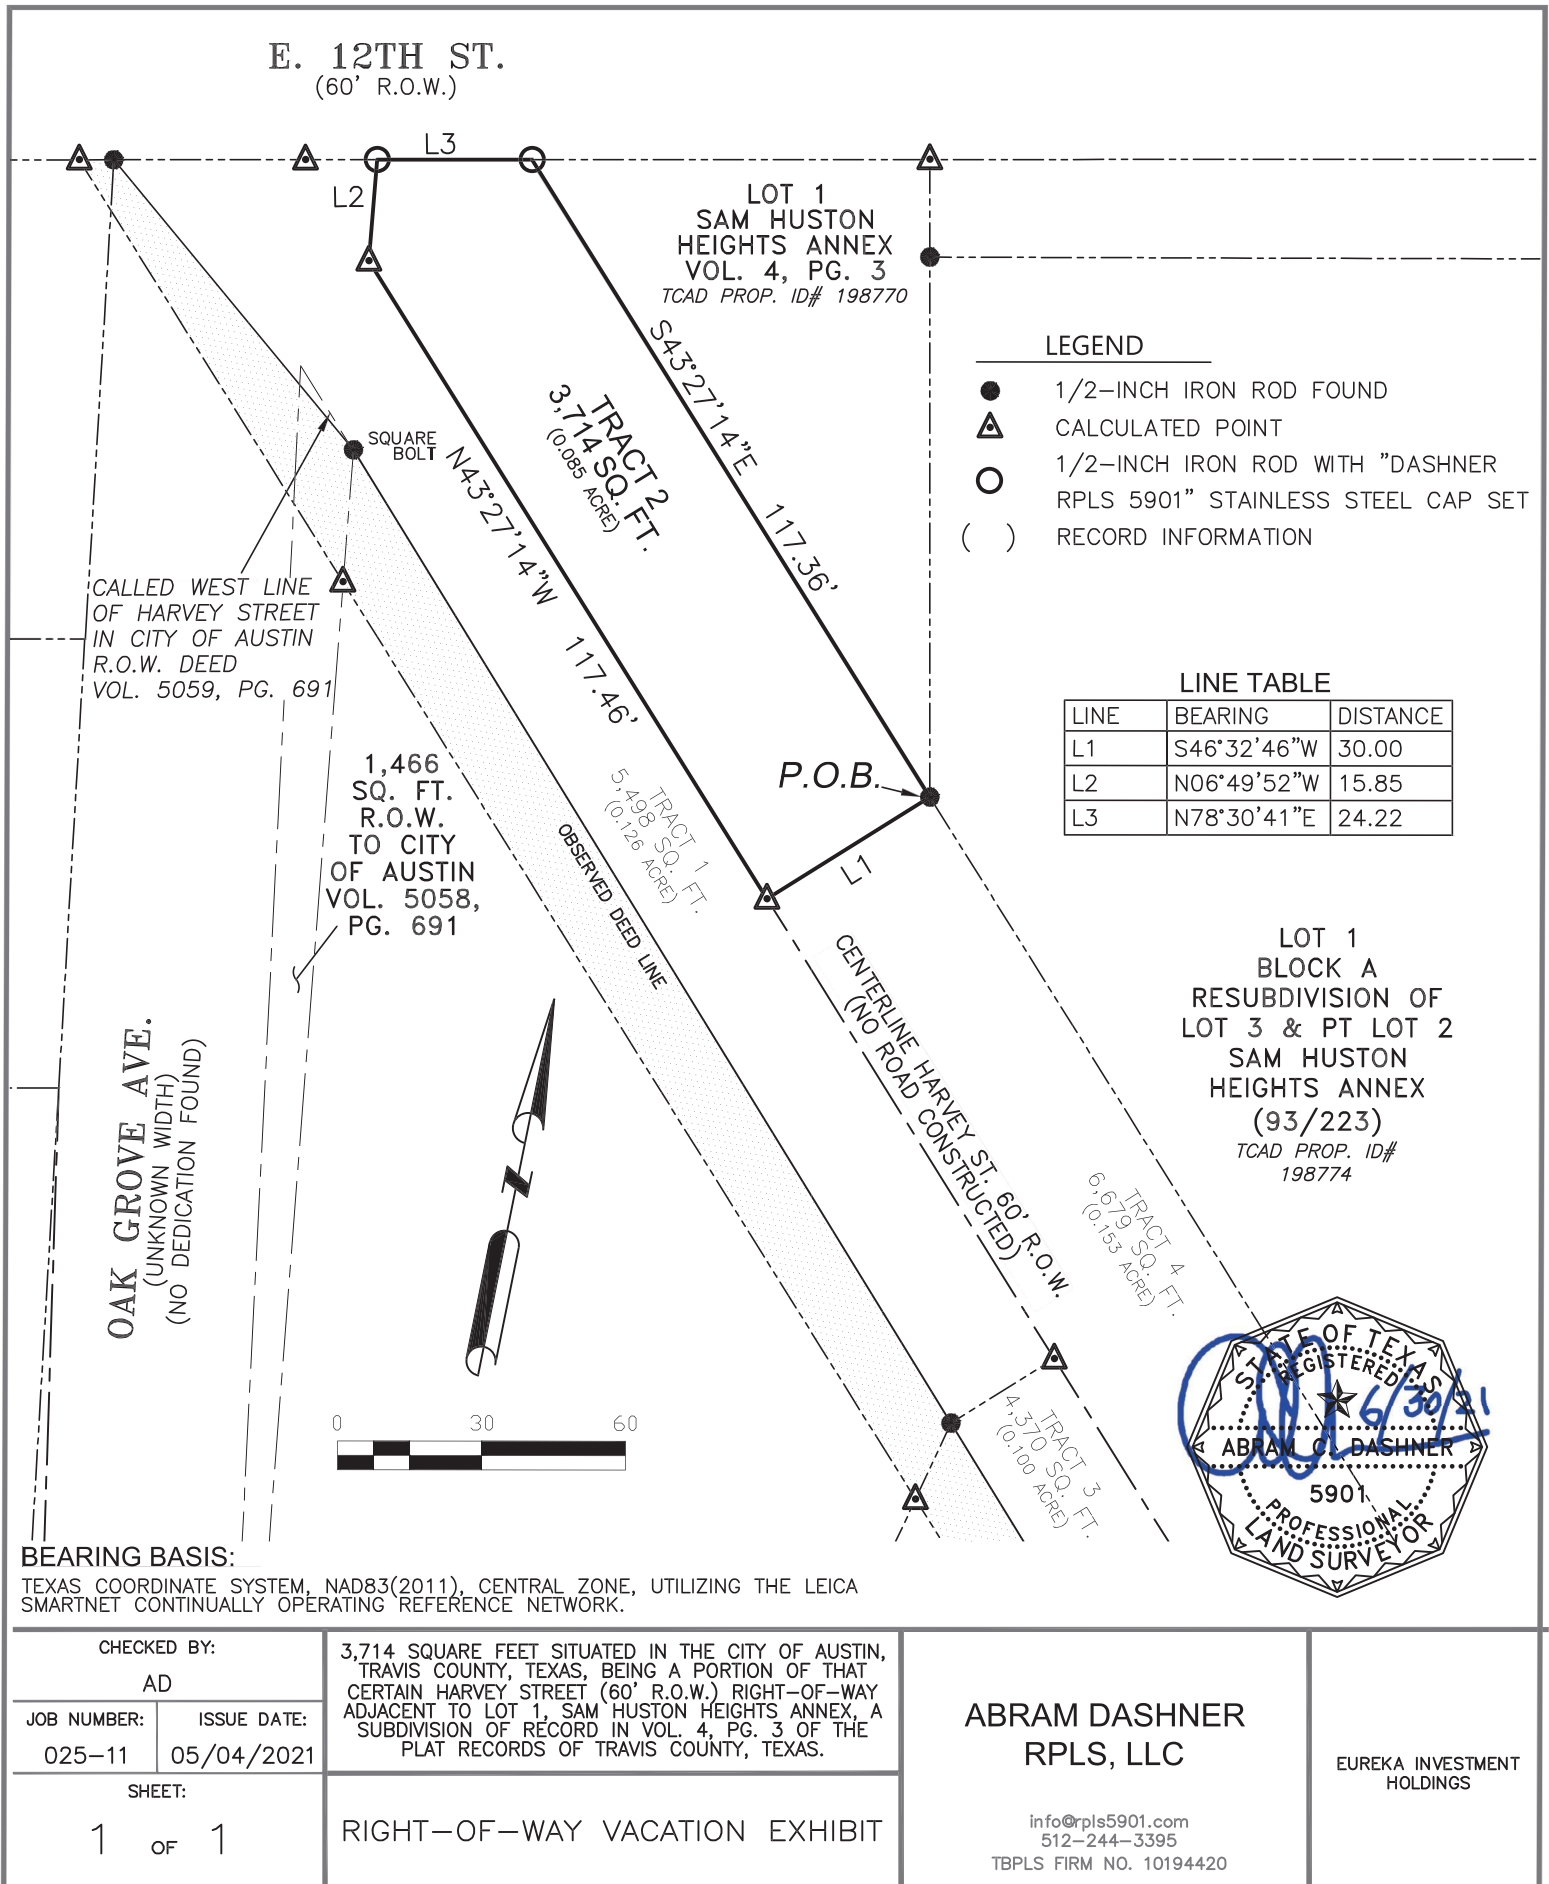 E. 12TH ST.
(60' R.O.W.)
L3
L2
LOT 1
SAM HUSTON
HEIGHTS ANNEX
VOL. 4, PG. 3
TCAD PROP. ID# 198770
S43°27'14"E 117.36'
TRACT 2
3,714 SQ. FT.
(0.085 ACRE)
N43°27'14"W 117.46'
SQUARE
BOLT
LEGEND
1/2-INCH IRON ROD FOUND
CALCULATED POINT
1/2-INCH IRON ROD WITH "DASHNER
RPLS 5901" STAINLESS STEEL CAP SET
( ) RECORD INFORMATION
CALLED WEST LINE
OF HARVEY STREET
IN CITY OF AUSTIN
R.O.W. DEED
VOL. 5059, PG. 691
LINE TABLE
LINE BEARING DISTANCE
L1 S46°32'46"W 30.00
L2 N06°49'52"W 15.85
L3 N78°30'41"E 24.22
1,466
SQ. FT.
R.O.W.
TO CITY
OF AUSTIN
VOL. 5058,
PG. 691
P.O.B.
L1
TRACT 1
5,498 SQ. FT.
(0.126 ACRE)
OBSERVED DEED LINE
CENTERLINE HARVEY ST. 60' R.O.W.
(NO ROAD CONSTRUCTED)
LOT 1
BLOCK A
RESUBDIVISION OF
LOT 3 & PT LOT 2
SAM HUSTON
HEIGHTS ANNEX
(93/223)
TCAD PROP. ID#
198774
OAK GROVE AVE.
(UNKNOWN WIDTH)
(NO DEDICATION FOUND)
N
TRACT 4
6,679 SQ. FT.
(0.153 ACRE)
TRACT 3
4,370 SQ. FT.
(0.100 ACRE)
0 30 60
STATE OF TEXAS
REGISTERED
6/30/21
ABRAM C. DASHNER
5901
PROFESSIONAL
LAND SURVEYOR
BEARING BASIS:
TEXAS COORDINATE SYSTEM, NAD83(2011), CENTRAL ZONE, UTILIZING THE LEICA
SMARTNET CONTINUALLY OPERATING REFERENCE NETWORK.
CHECKED BY:
AD
JOB NUMBER:
025-11
ISSUE DATE:
05/04/2021
SHEET:
1 OF 1
3,714 SQUARE FEET SITUATED IN THE CITY OF AUSTIN,
TRAVIS COUNTY, TEXAS, BEING A PORTION OF THAT
CERTAIN HARVEY STREET (60' R.O.W.) RIGHT-OF-WAY
ADJACENT TO LOT 1, SAM HUSTON HEIGHTS ANNEX, A
SUBDIVISION OF RECORD IN VOL. 4, PG. 3 OF THE
PLAT RECORDS OF TRAVIS COUNTY, TEXAS.
RIGHT-OF-WAY VACATION EXHIBIT
ABRAM DASHNER
RPLS, LLC
info@rpls5901.com
512-244-3395
TBPLS FIRM NO. 10194420
EUREKA INVESTMENT
HOLDINGS